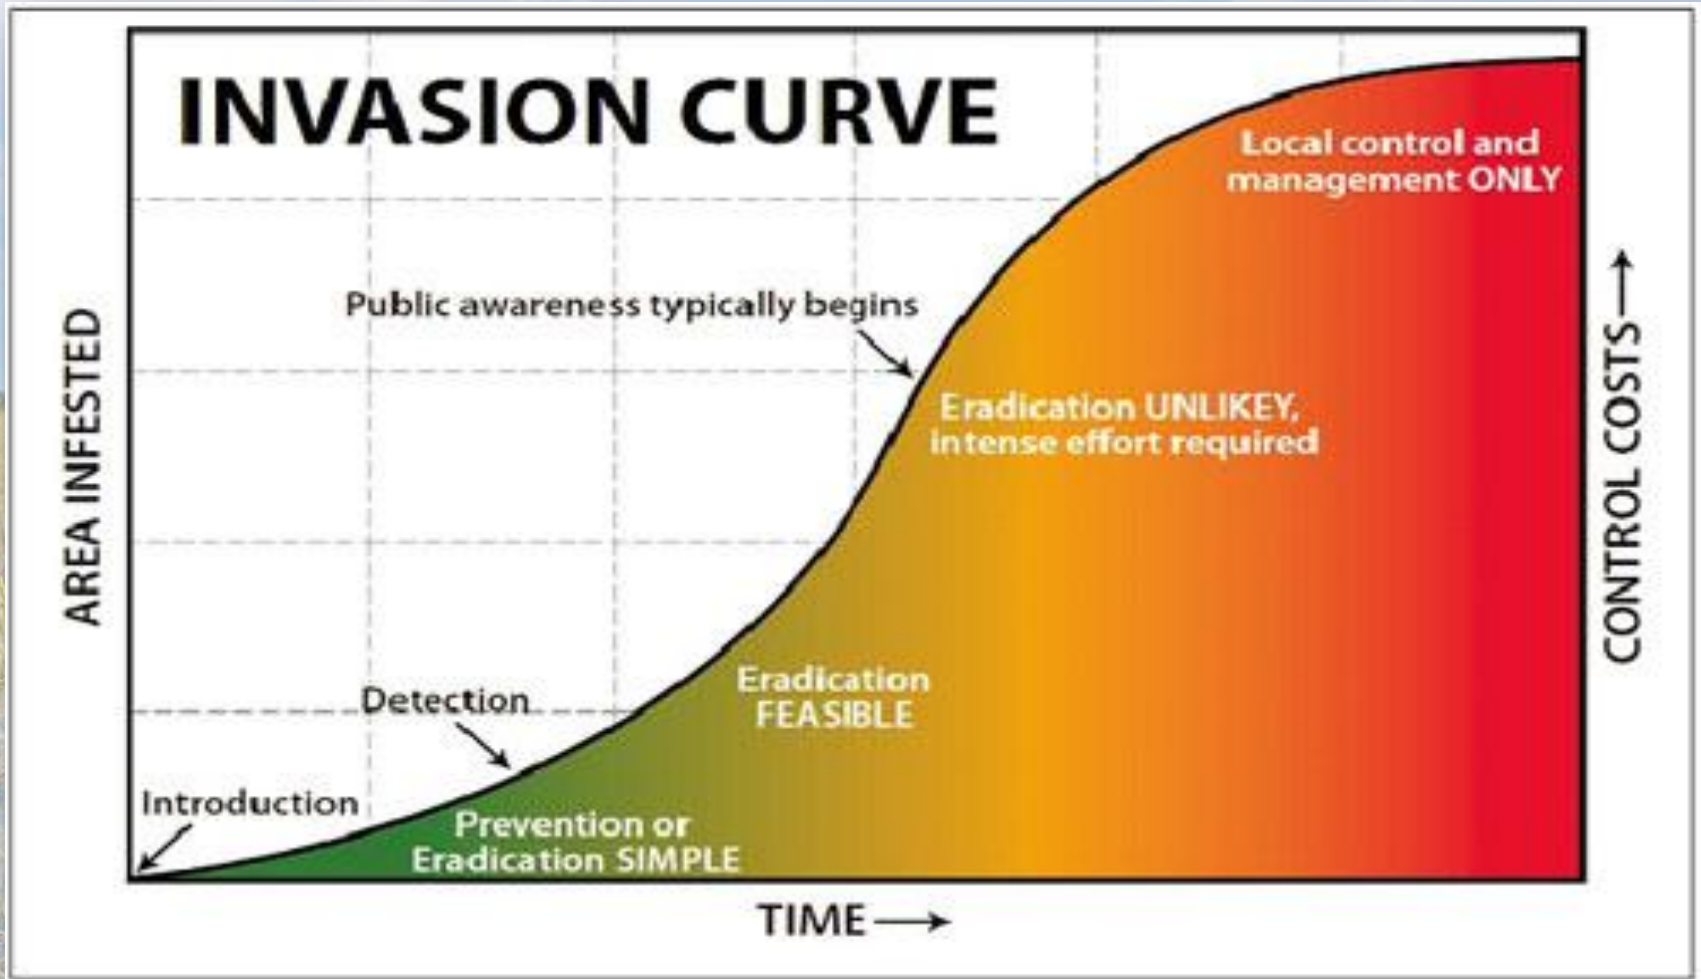 INVASION CURVE
Local control and
management ONLY
Public awareness typically begins
Eradication UNLIKEY,
intense effort required
AREA INFESTED
CONTROL COSTS→
Eradication
FEASIBLE
Detection
Introduction
Prevention or
Eradication SIMPLE
TIME→